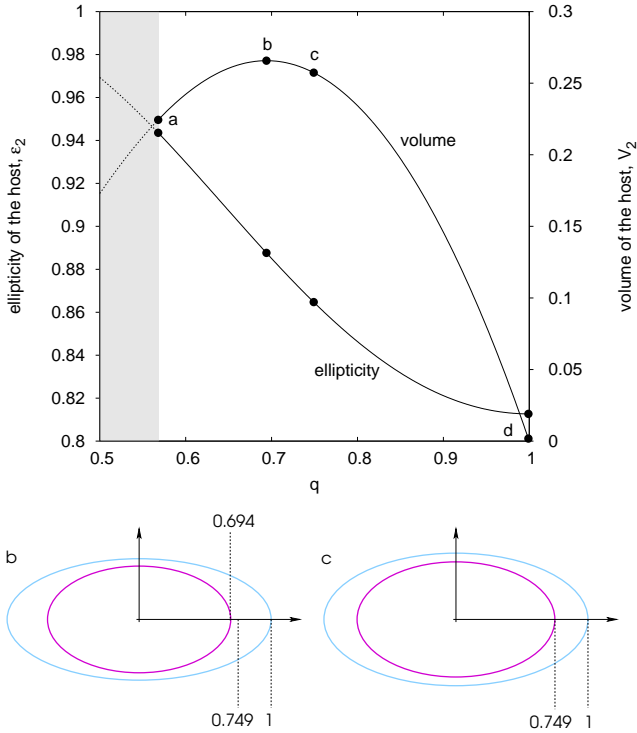 ellipticity of the host, ε₂
1
0.98
0.96
0.94
0.92
0.9
0.88
0.86
0.84
0.82
0.8
0.3
0.25
0.2
0.15
0.1
0.05
0
volume of the host, V₂
b
c
a
volume
ellipticity
d
0.5
0.6
0.7
0.8
0.9
1
q
b
0.694
0.749
1
c
0.749
1